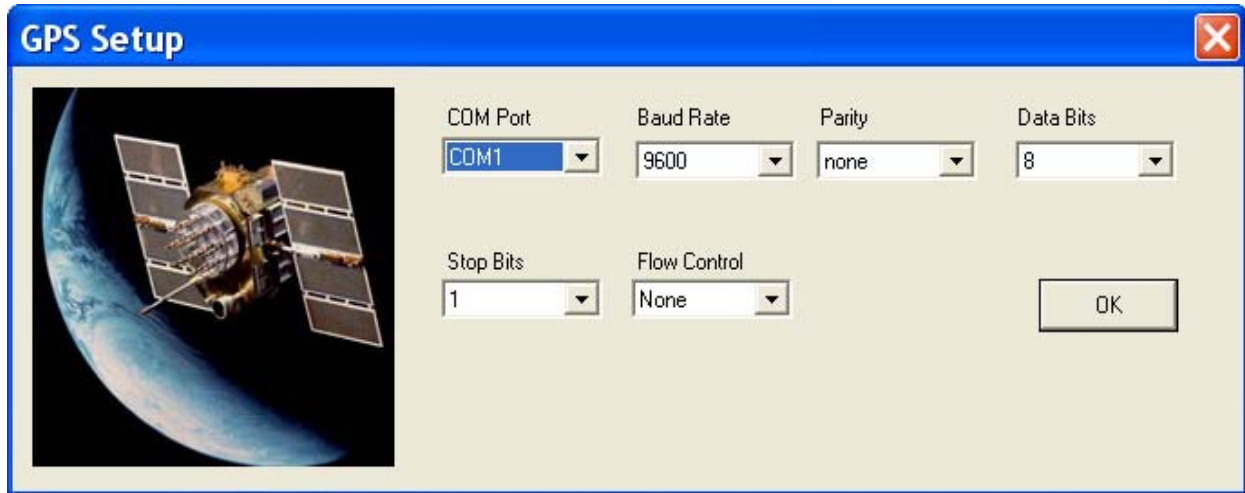 GPS Setup
COM Port Baud Rate Parity Data Bits
COM1 9600 none 8
Stop Bits Flow Control
1 None
OK